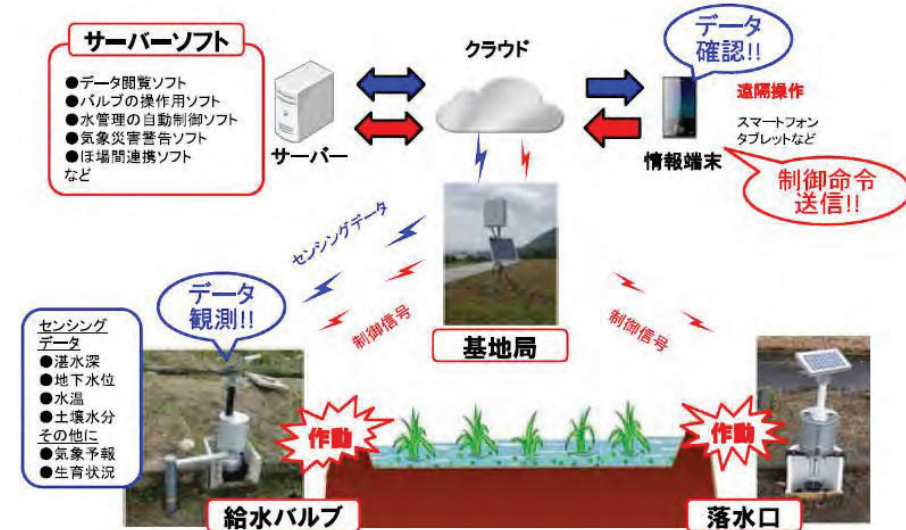 サーバーソフト
●データ閲覧ソフト
●バルブの操作用ソフト
●水管理の自動制御ソフト
●気象災害警告ソフト
●ほ場間連携ソフト
など
サーバー
クラウド
データ
確認!!
遠隔操作
スマートフォン
タブレットなど
情報端末
制御命令
送信!!
センシングデータ
制御信号
制御信号
基地局
データ
観測!!
センシング
データ
●湛水深
●地下水位
●水温
●土壌水分
その他に
●気象予報
●生育状況
作動
作動
給水バルブ
落水口